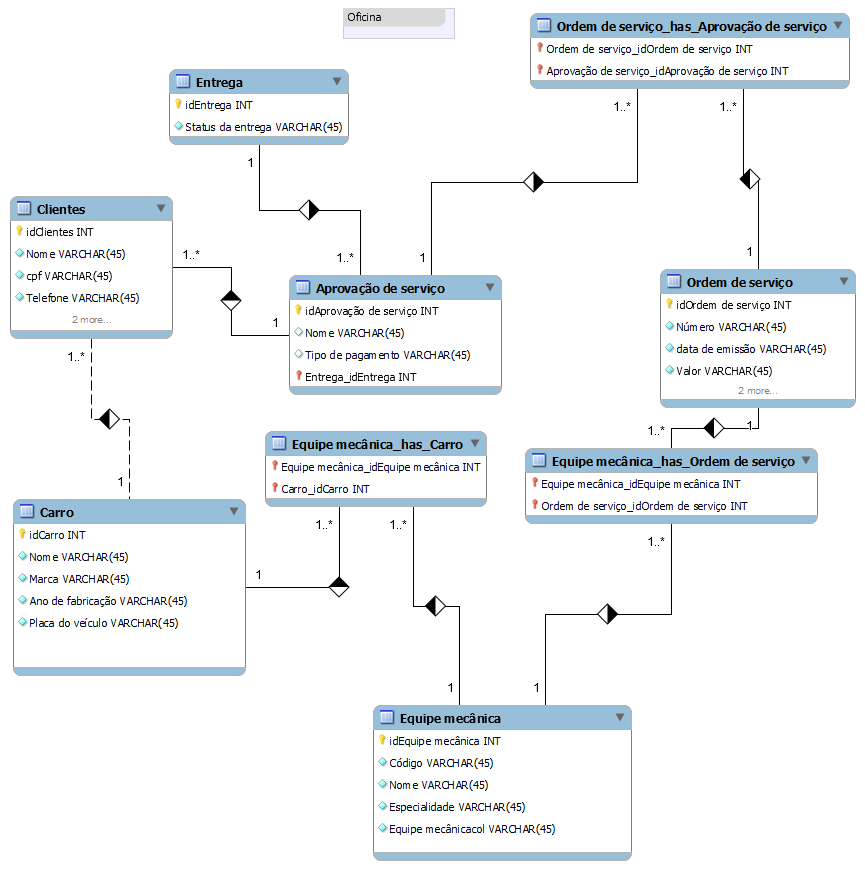 Oficina
Ordem de serviço_has_Aprovação de serviço
Ordem de serviço_idOrdem de serviço INT
Aprovação de serviço_idAprovação de serviço INT
1..*
1..*
Entrega
idEntrega INT
Status da entrega VARCHAR(45)
1
1..*
1
1
Clientes
idClientes INT
Nome VARCHAR(45)
cpf VARCHAR(45)
Telefone VARCHAR(45)
2 more...
1..*
1
1..*
Aprovação de serviço
idAprovação de serviço INT
Nome VARCHAR(45)
Tipo de pagamento VARCHAR(45)
Entrega_idEntrega INT
Ordem de serviço
idOrdem de serviço INT
Número VARCHAR(45)
data de emissão VARCHAR(45)
Valor VARCHAR(45)
2 more...
1..*
1
Equipe mecânica_has_Carro
Equipe mecânica_idEquipe mecânica INT
Carro_idCarro INT
1..*
1..*
Equipe mecânica_has_Ordem de serviço
Equipe mecânica_idEquipe mecânica INT
Ordem de serviço_idOrdem de serviço INT
1..*
1
Carro
idCarro INT
Nome VARCHAR(45)
Marca VARCHAR(45)
Ano de fabricação VARCHAR(45)
Placa do veículo VARCHAR(45)
1
1
1
Equipe mecânica
idEquipe mecânica INT
Código VARCHAR(45)
Nome VARCHAR(45)
Especialidade VARCHAR(45)
Equipe mecânicacol VARCHAR(45)